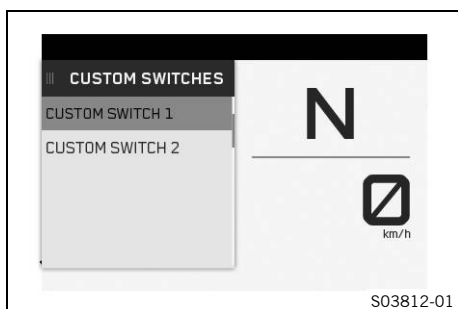 CUSTOM SWITCHES
CUSTOM SWITCH 1
CUSTOM SWITCH 2
N
0
km/h
S03812-01